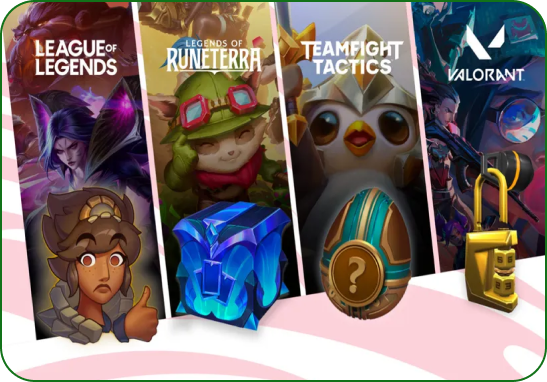 LEAGUE OF
LEGENDS
LEGENDS OF
RUNETERRA
TEAMFIGHT
TACTICS
VALORANT
?